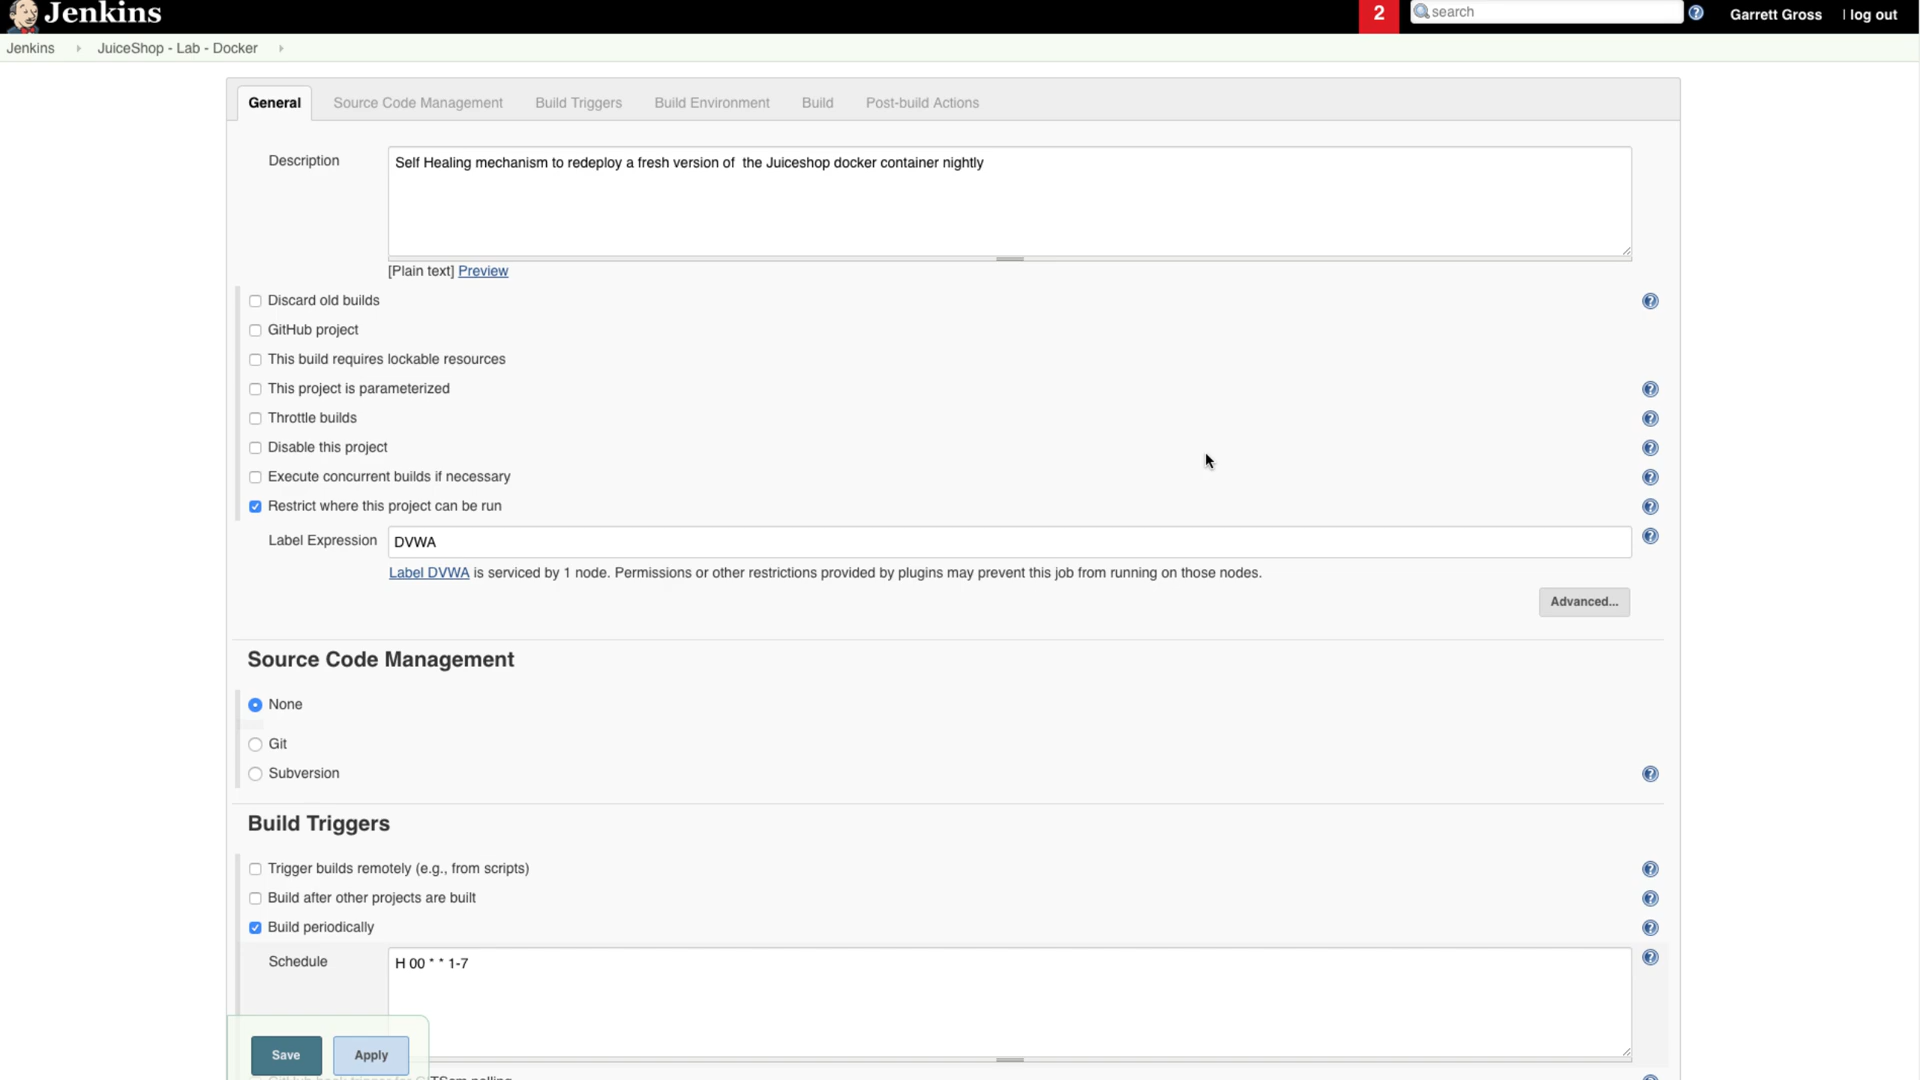 Jenkins
2
search
Garrett Gross
| log out
Jenkins
JuiceShop - Lab - Docker
General
Source Code Management
Build Triggers
Build Environment
Build
Post-build Actions
Description
Self Healing mechanism to redeploy a fresh version of  the Juiceshop docker container nightly
[Plain text] Preview
Discard old builds
GitHub project
This build requires lockable resources
This project is parameterized
Throttle builds
Disable this project
Execute concurrent builds if necessary
Restrict where this project can be run
Label Expression
DVWA
Label DVWA is serviced by 1 node. Permissions or other restrictions provided by plugins may prevent this job from running on those nodes.
Advanced...
Source Code Management
None
Git
Subversion
Build Triggers
Trigger builds remotely (e.g., from scripts)
Build after other projects are built
Build periodically
Schedule
H 00 * * 1-7
Save
Apply